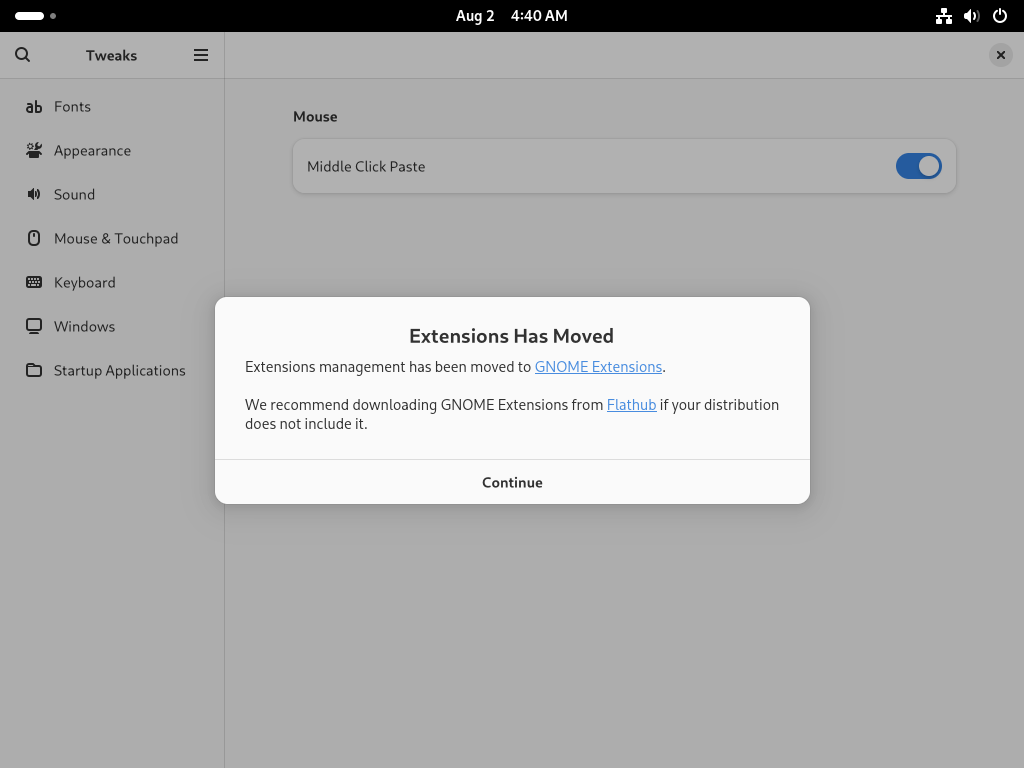 Aug 2 4:40 AM
Tweaks
Fonts
Appearance
Sound
Mouse & Touchpad
Keyboard
Windows
Startup Applications
Mouse
Middle Click Paste
Extensions Has Moved
Extensions management has been moved to GNOME Extensions.
We recommend downloading GNOME Extensions from Flathub if your distribution
does not include it.
Continue